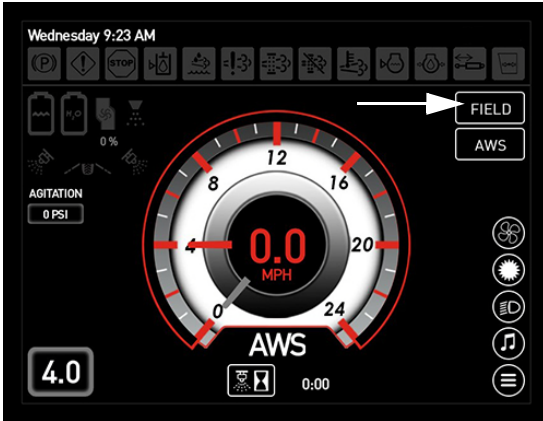 Wednesday 9:23 AM
(P)
STOP
H₂O
0 %
FIELD
AWS
AGITATION
0 PSI
12
8
16
4
20
0
24
0.0
MPH
AWS
4.0
0:00